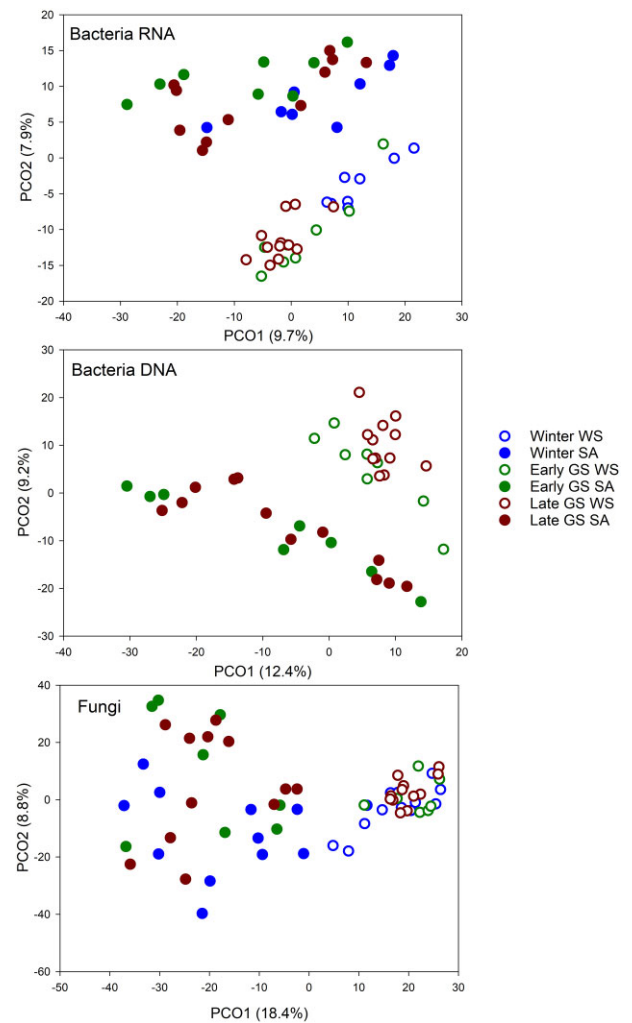 Bacteria RNA
20
15
10
5
0
-5
-10
-15
-20
PCO2 (7.9%)
-40 -30 -20 -10 0 10 20 30
PCO1 (9.7%)
Bacteria DNA
30
20
10
0
-10
-20
-30
PCO2 (9.2%)
-40 -30 -20 -10 0 10 20
PCO1 (12.4%)
Winter WS
Winter SA
Early GS WS
Early GS SA
Late GS WS
Late GS SA
Fungi
40
20
0
-20
-40
-60
PCO2 (8.8%)
-50 -40 -30 -20 -10 0 10 20 30
PCO1 (18.4%)